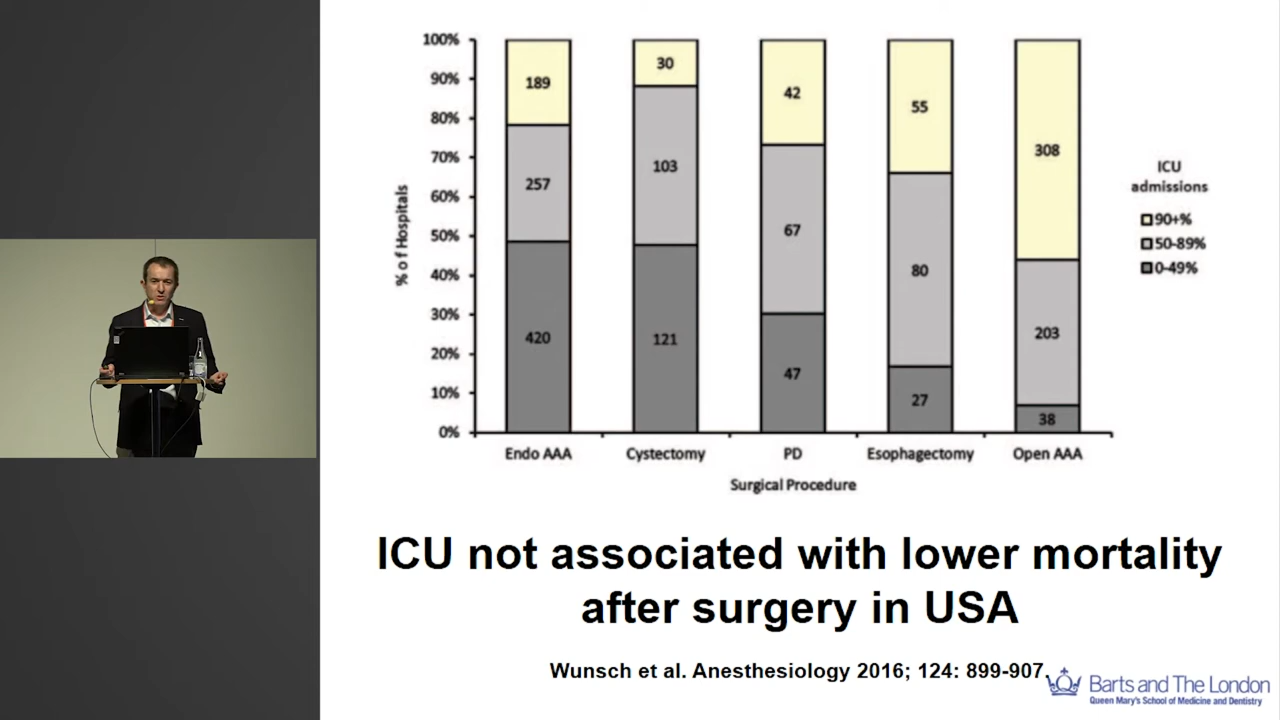 100%
90%
80%
70%
60%
50%
40%
30%
20%
10%
0%
% of Hospitals
189
257
420
30
103
121
42
67
47
55
80
27
308
203
38
Endo AAA
Cystectomy
PD
Esophagectomy
Open AAA
Surgical Procedure
ICU
admissions
90+%
50-89%
0-49%
ICU not associated with lower mortality
after surgery in USA
Wunsch et al. Anesthesiology 2016; 124: 899-907.
Barts and The London
Queen Mary's School of Medicine and Dentistry